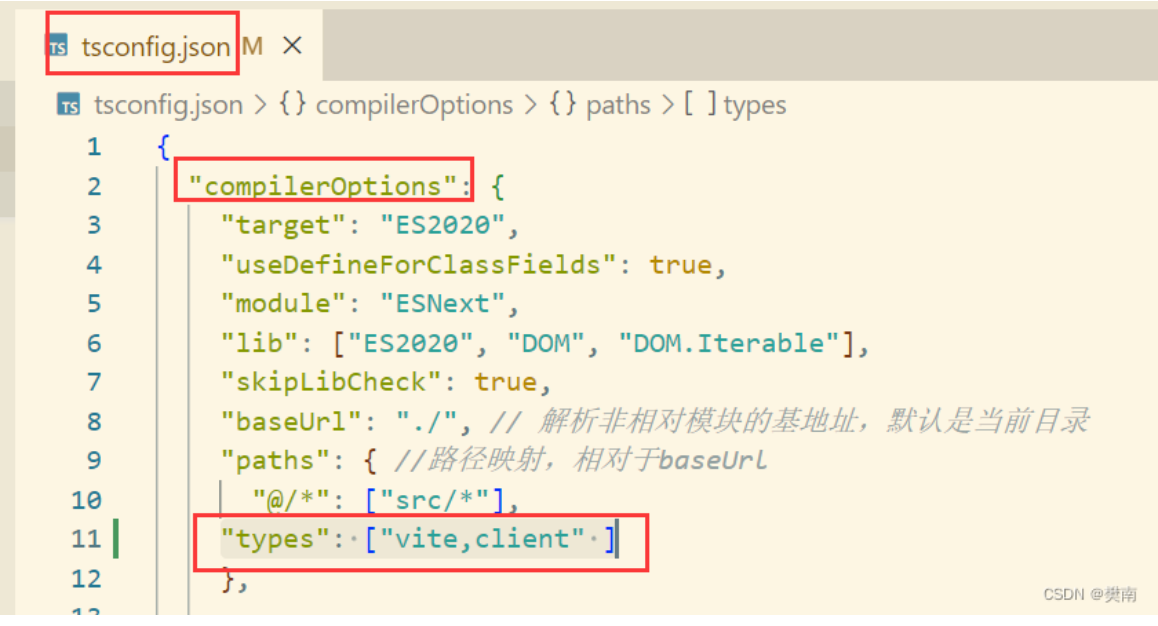 TS tsconfig.json M ×
TS tsconfig.json > {} compilerOptions > {} paths > [ ] types
1 {
2 "compilerOptions": {
3 "target": "ES2020",
4 "useDefineForClassFields": true,
5 "module": "ESNext",
6 "lib": ["ES2020", "DOM", "DOM.Iterable"],
7 "skipLibCheck": true,
8 "baseUrl": "./", // 解析非相对模块的基地址，默认是当前目录
9 "paths": { //路径映射，相对于baseUrl
10 "@/*": ["src/*"],
11 "types":·["vite,client"·]
12 },
13
CSDN @樊南